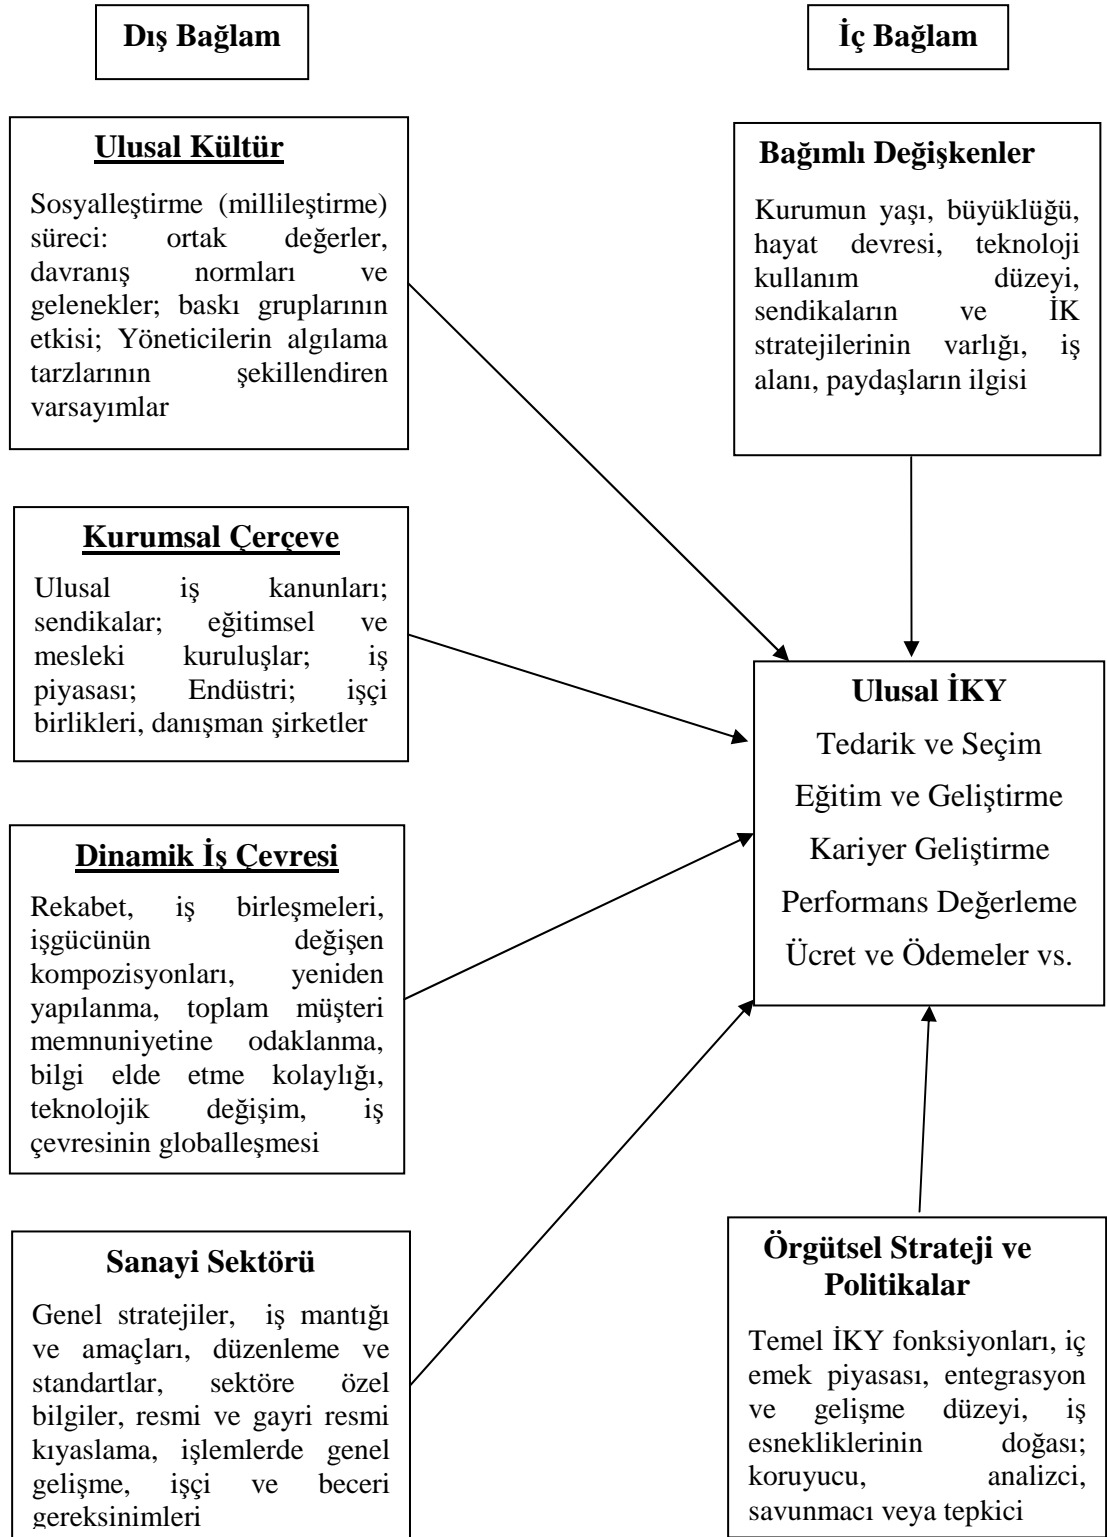 Dış Bağlam
İç Bağlam
Ulusal Kültür
Sosyalleştirme (millileştirme)
süreci: ortak değerler,
davranış normları ve
gelenekler; baskı gruplarının
etkisi; Yöneticilerin algılama
tarzlarının şekillendiren
varsayımlar
Bağımlı Değişkenler
Kurumun yaşı, büyüklüğü,
hayat devresi, teknoloji
kullanım düzeyi,
sendikaların ve İK
stratejilerinin varlığı, iş
alanı, paydaşların ilgisi
Kurumsal Çerçeve
Ulusal iş kanunları;
sendikalar; eğitimsel ve
mesleki kuruluşlar; iş
piyasası; Endüstri; işçi
birlikleri, danışman şirketler
Ulusal İKY
Tedarik ve Seçim
Eğitim ve Geliştirme
Kariyer Geliştirme
Performans Değerleme
Ücret ve Ödemeler vs.
Dinamik İş Çevresi
Rekabet, iş birleşmeleri,
işgücünün değişen
kompozisyonları, yeniden
yapılanma, toplam müşteri
memnuniyetine odaklanma,
bilgi elde etme kolaylığı,
teknolojik değişim, iş
çevresinin globalleşmesi
Sanayi Sektörü
Genel stratejiler, iş mantığı
ve amaçları, düzenleme ve
standartlar, sektöre özel
bilgiler, resmi ve gayri resmi
kıyaslama, işlemlerde genel
gelişme, işçi ve beceri
gereksinimleri
Örgütsel Strateji ve
Politikalar
Temel İKY fonksiyonları, iç
emek piyasası, entegrasyon
ve gelişme düzeyi, iş
esnekliklerinin doğası;
koruyucu, analizci,
savunmacı veya tepkici